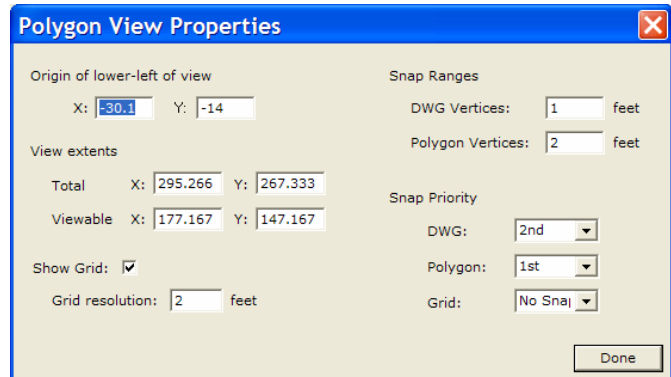 Polygon View Properties
Origin of lower-left of view
X: -30.1 Y: -14
View extents
Total X: 295.266 Y: 267.333
Viewable X: 177.167 Y: 147.167
Show Grid:
Grid resolution: 2 feet
Snap Ranges
DWG Vertices: 1 feet
Polygon Vertices: 2 feet
Snap Priority
DWG: 2nd
Polygon: 1st
Grid: No Snap
Done